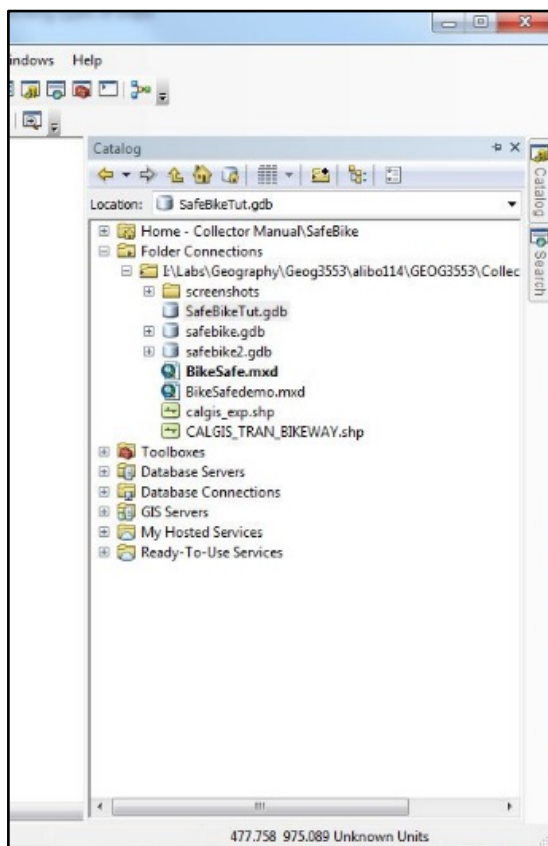 indows Help
Catalog
Location: SafeBikeTut.gdb
Home - Collector Manual\SafeBike
Folder Connections
I:\Labs\Geography\Geog3553\alibo114\GEOG3553\Collec
screenshots
SafeBikeTut.gdb
safebike.gdb
safebike2.gdb
BikeSafe.mxd
BikeSafedemo.mxd
calgis_exp.shp
CALGIS_TRAN_BIKEWAY.shp
Toolboxes
Database Servers
Database Connections
GIS Servers
My Hosted Services
Ready-To-Use Services
Catalog
Search
477.758 975.089 Unknown Units